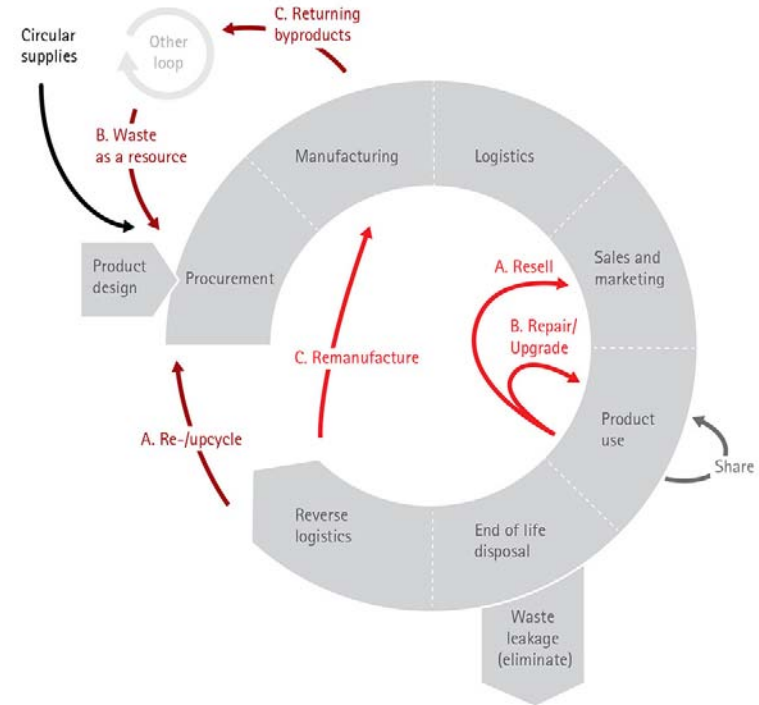 Circular
supplies
Other
loop
C. Returning
byproducts
B. Waste
as a resource
Manufacturing
Logistics
Product
design
Procurement
Sales and
marketing
A. Resell
B. Repair/
Upgrade
C. Remanufacture
A. Re-/upcycle
Product
use
Share
Reverse
logistics
End of life
disposal
Waste
leakage
(eliminate)